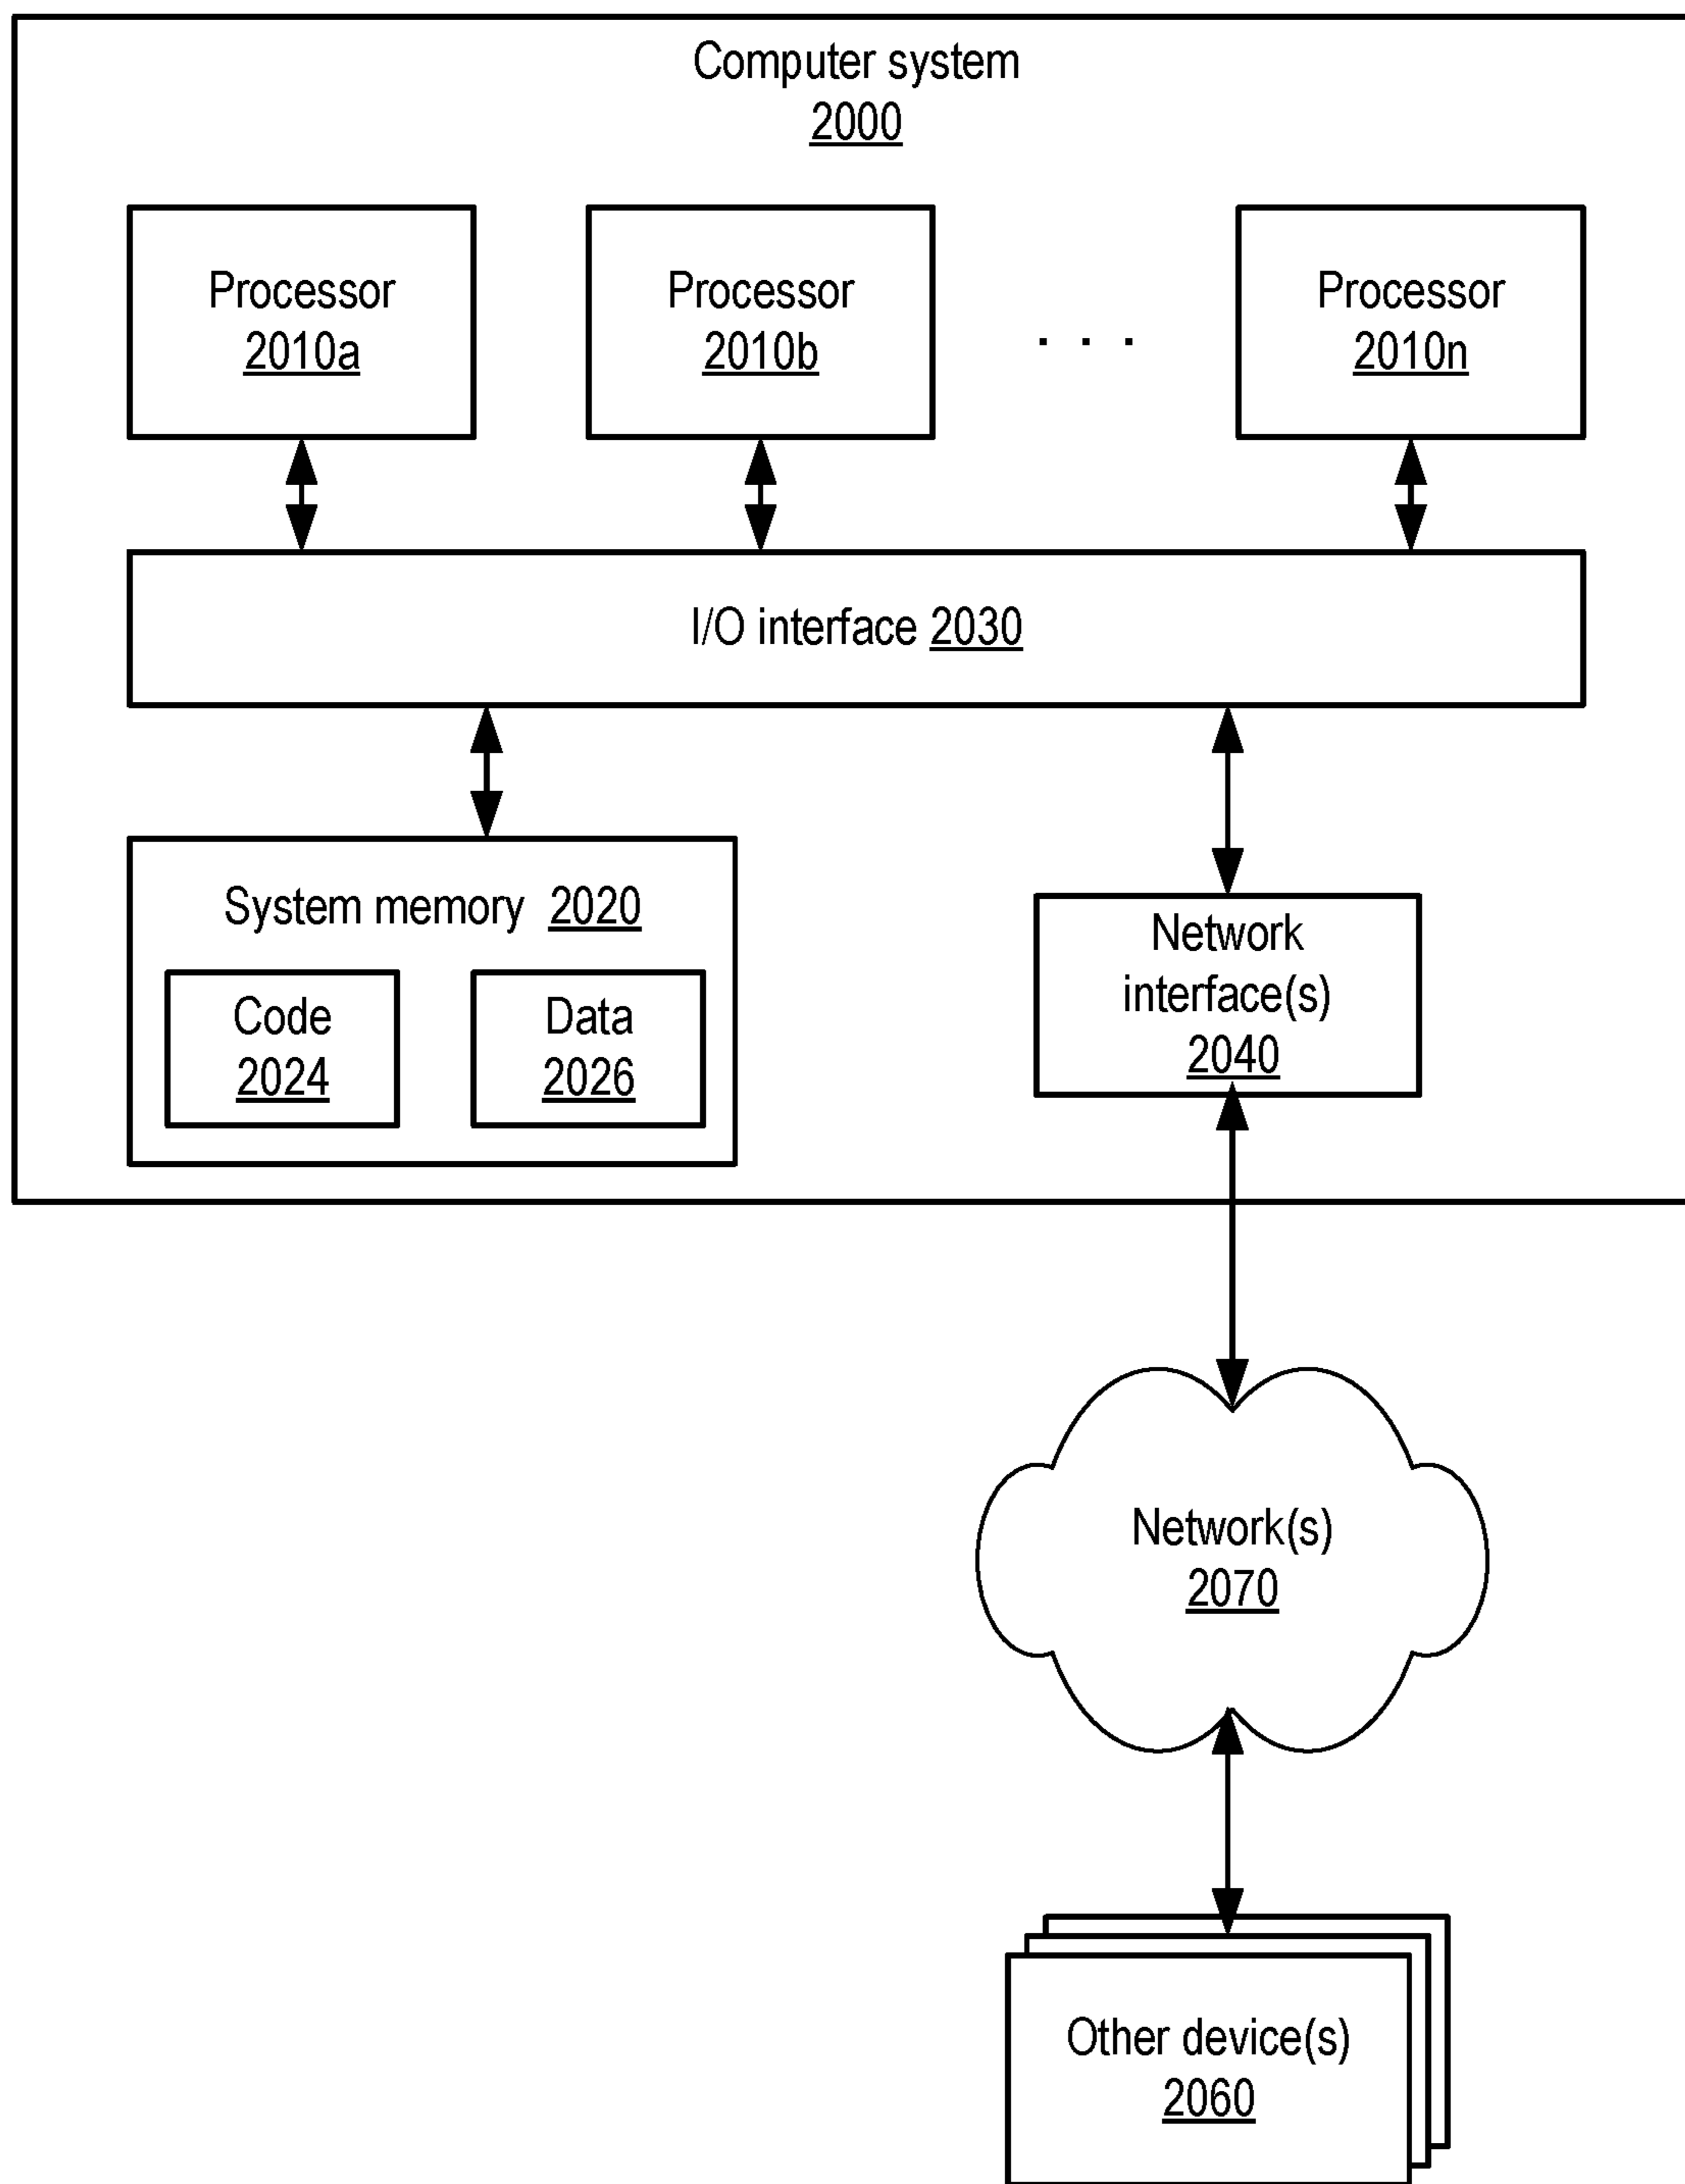 Computer system
2000
Processor
2010a
Processor
2010b
. . .
Processor
2010n
I/O interface 2030
System memory 2020
Code
2024
Data
2026
Network
interface(s)
2040
Network(s)
2070
Other device(s)
2060